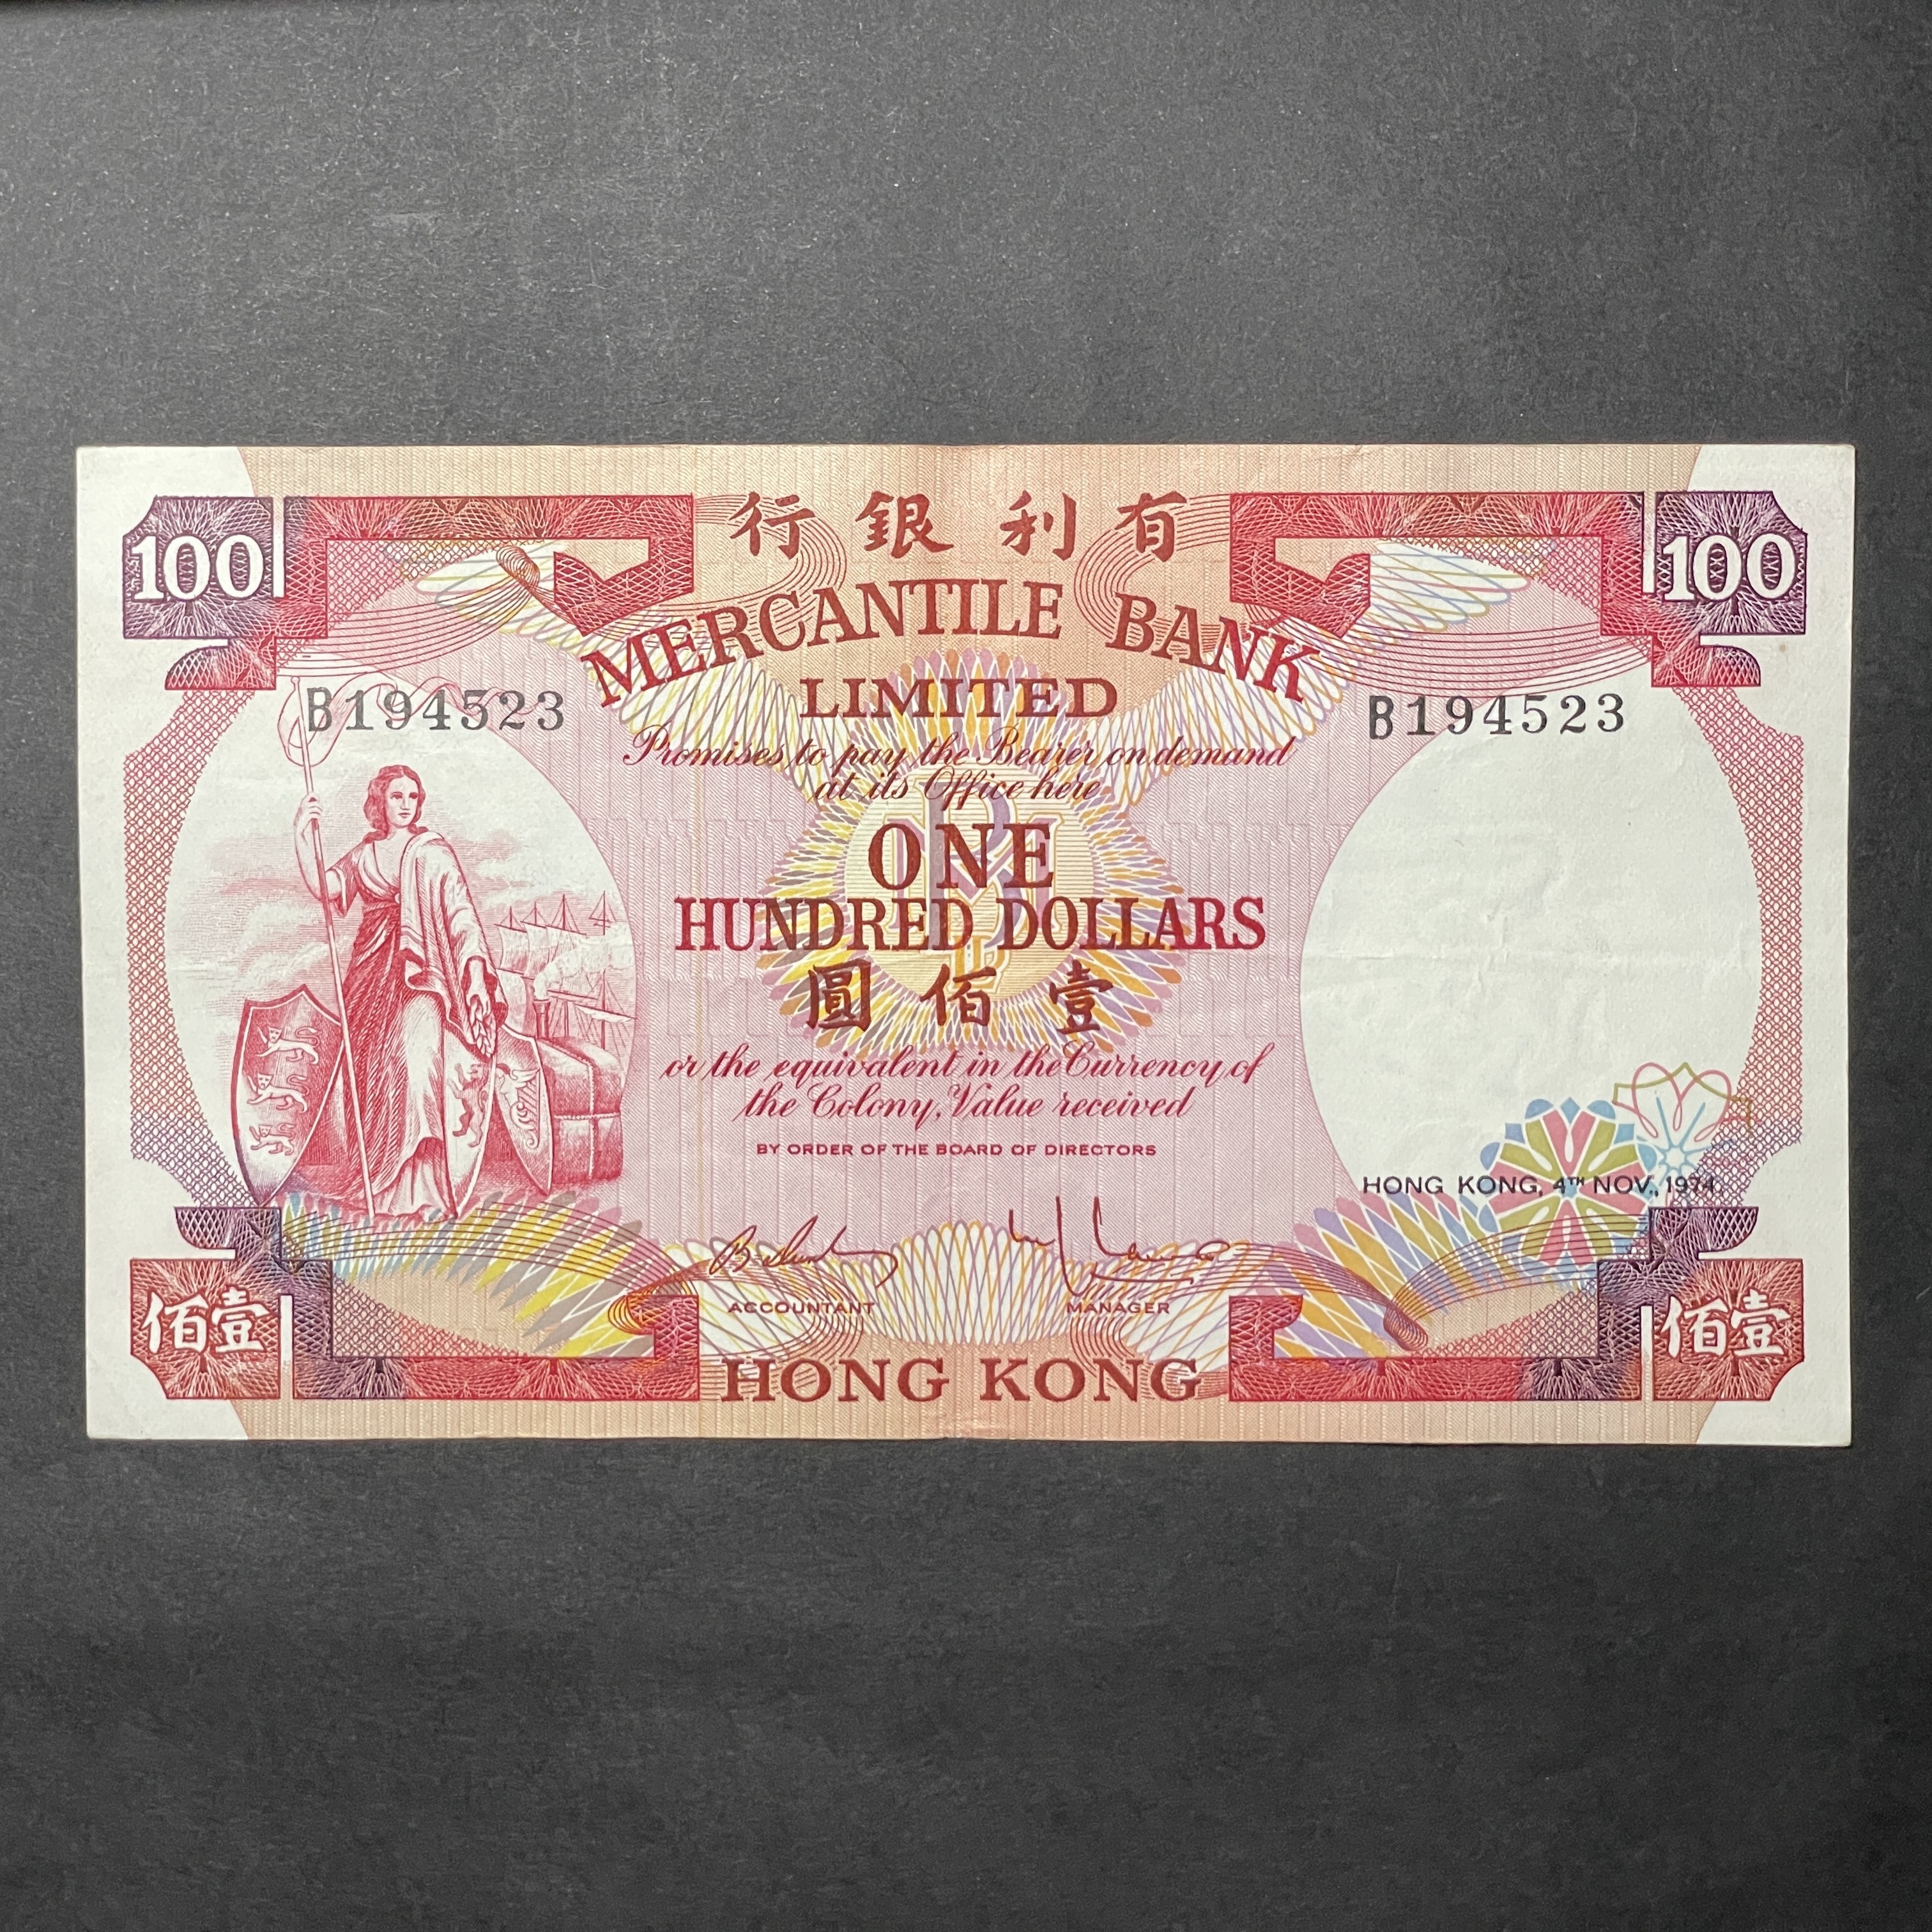 100
行銀利有
100
MERCANTILE BANK
LIMITED
B194523
B194523
Promises to pay the Bearer on demand
at its Office here
ONE
HUNDRED DOLLARS
圓佰壹
or the equivalent in the Currency of
the Colony, Value received
BY ORDER OF THE BOARD OF DIRECTORS
HONG KONG, 4TH NOV., 1974.
ACCOUNTANT
MANAGER
佰壹
HONG KONG
佰壹